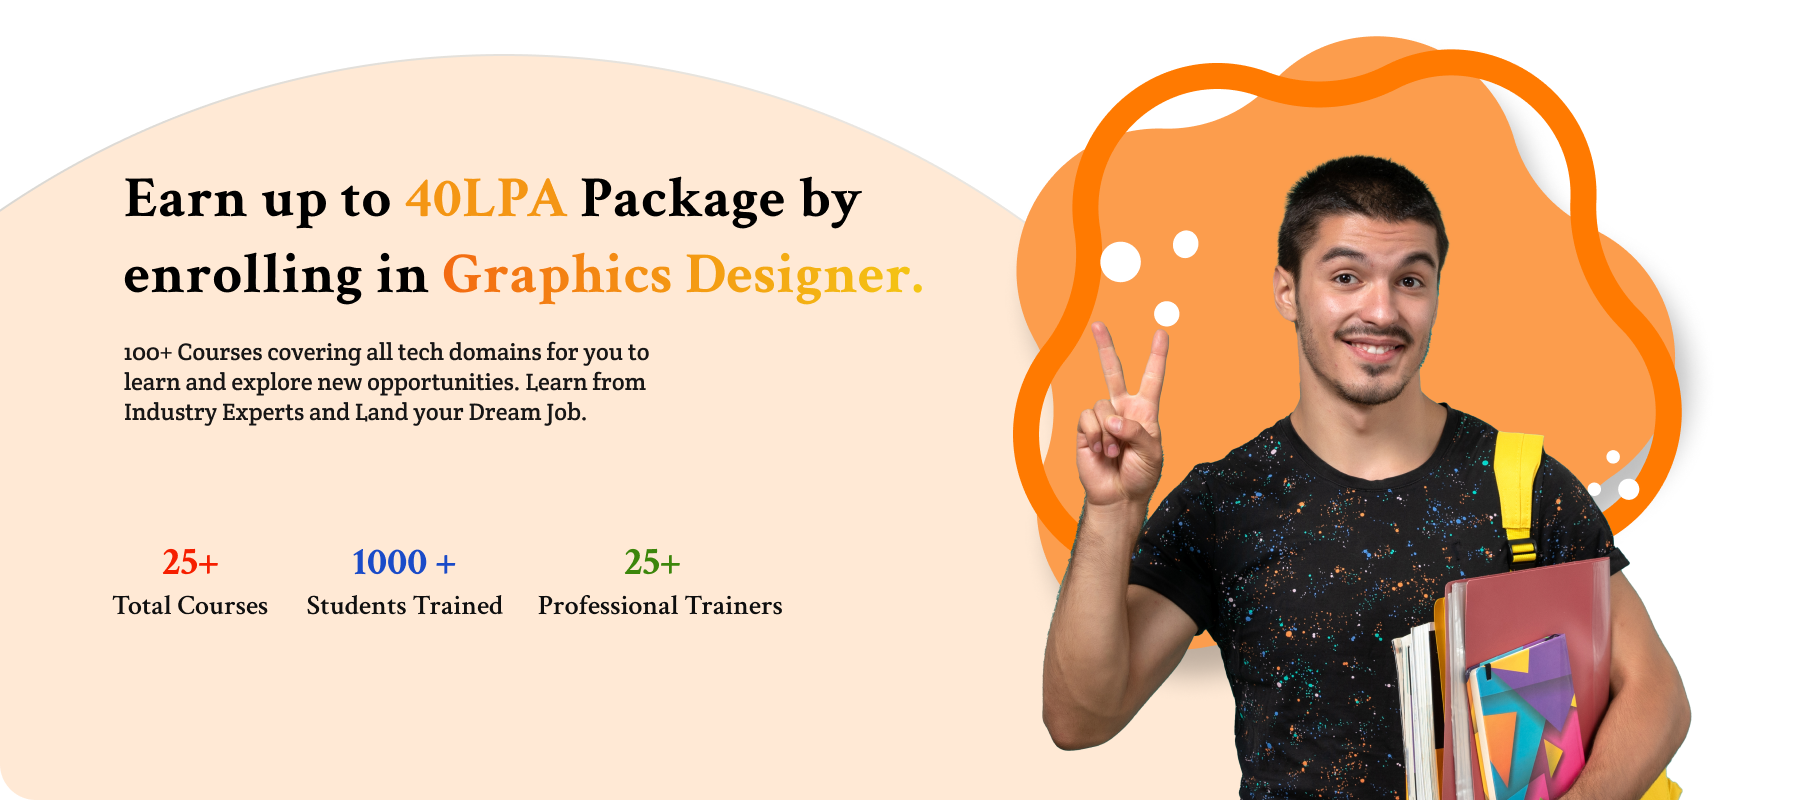 Earn up to 40LPA Package by
enrolling in Graphics Designer.
100+ Courses covering all tech domains for you to
learn and explore new opportunities. Learn from
Industry Experts and Land your Dream Job.
25+ 1000 + 25+
Total Courses Students Trained Professional Trainers